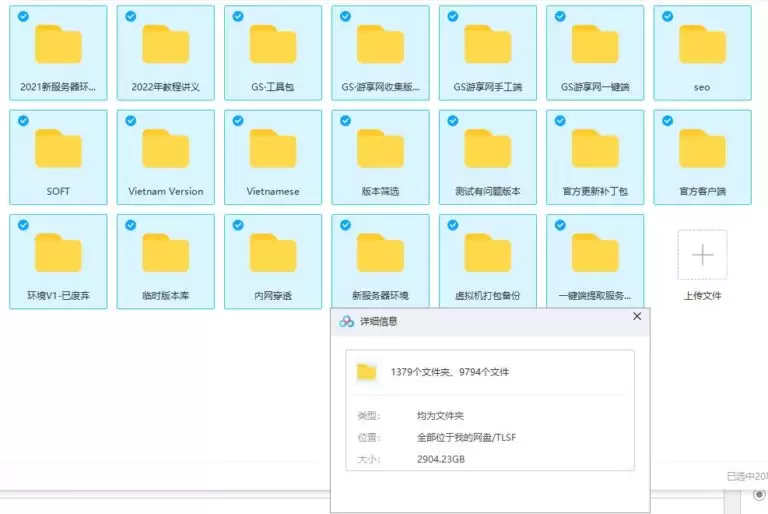 2021新服务器环...
2022年教程讲义
GS-工具包
GS-游享网收集版...
GS游享网手工端
GS游享网一键端
seo
SOFT
Vietnam Version
Vietnamese
版本筛选
测试有问题版本
官方更新补丁包
官方客户端
环境V1-已废弃
临时版本库
内网穿透
新服务器环境
虚拟机打包备份
一键端提取服务...
上传文件
详细信息
1379个文件夹，9794个文件
类型： 均为文件夹
位置： 全部位于我的网盘/TLSF
大小： 2904.23GB
已选中20